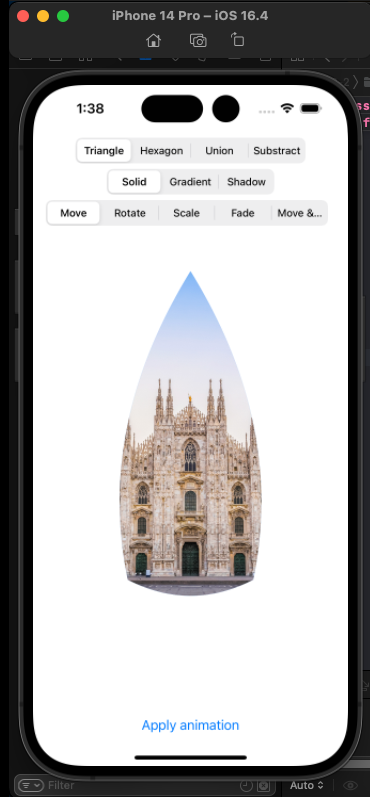 iPhone 14 Pro – iOS 16.4
1:38
Triangle Hexagon Union Substract
Solid Gradient Shadow
Move Rotate Scale Fade Move &...
Apply animation
Filter
Auto